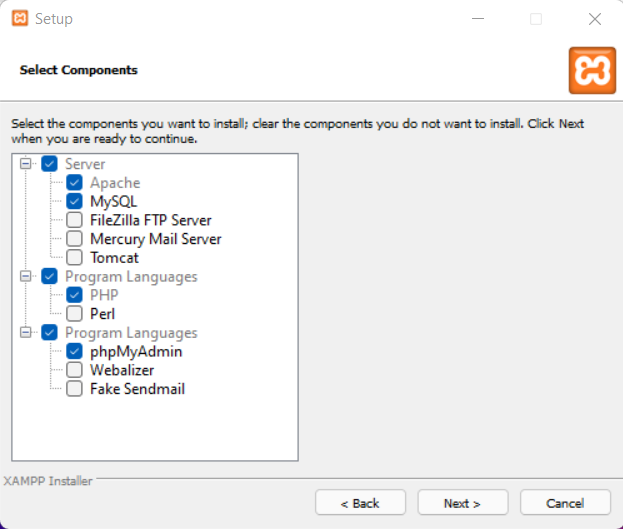 Setup
Select Components
Select the components you want to install; clear the components you do not want to install. Click Next
when you are ready to continue.
Server
Apache
MySQL
FileZilla FTP Server
Mercury Mail Server
Tomcat
Program Languages
PHP
Perl
Program Languages
phpMyAdmin
Webalizer
Fake Sendmail
XAMPP Installer
< Back
Next >
Cancel